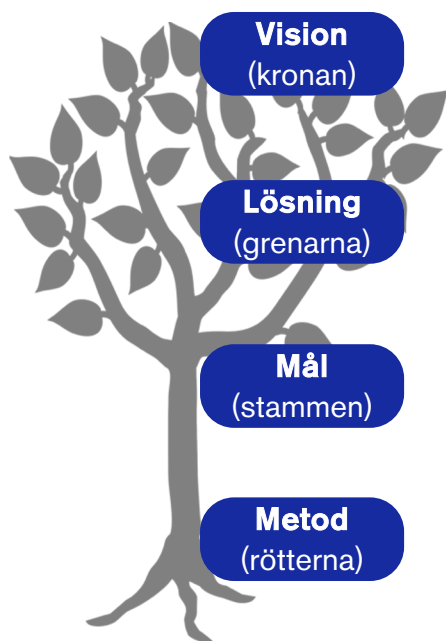 Vision
(kronan)
Lösning
(grenarna)
Mål
(stammen)
Metod
(rötterna)